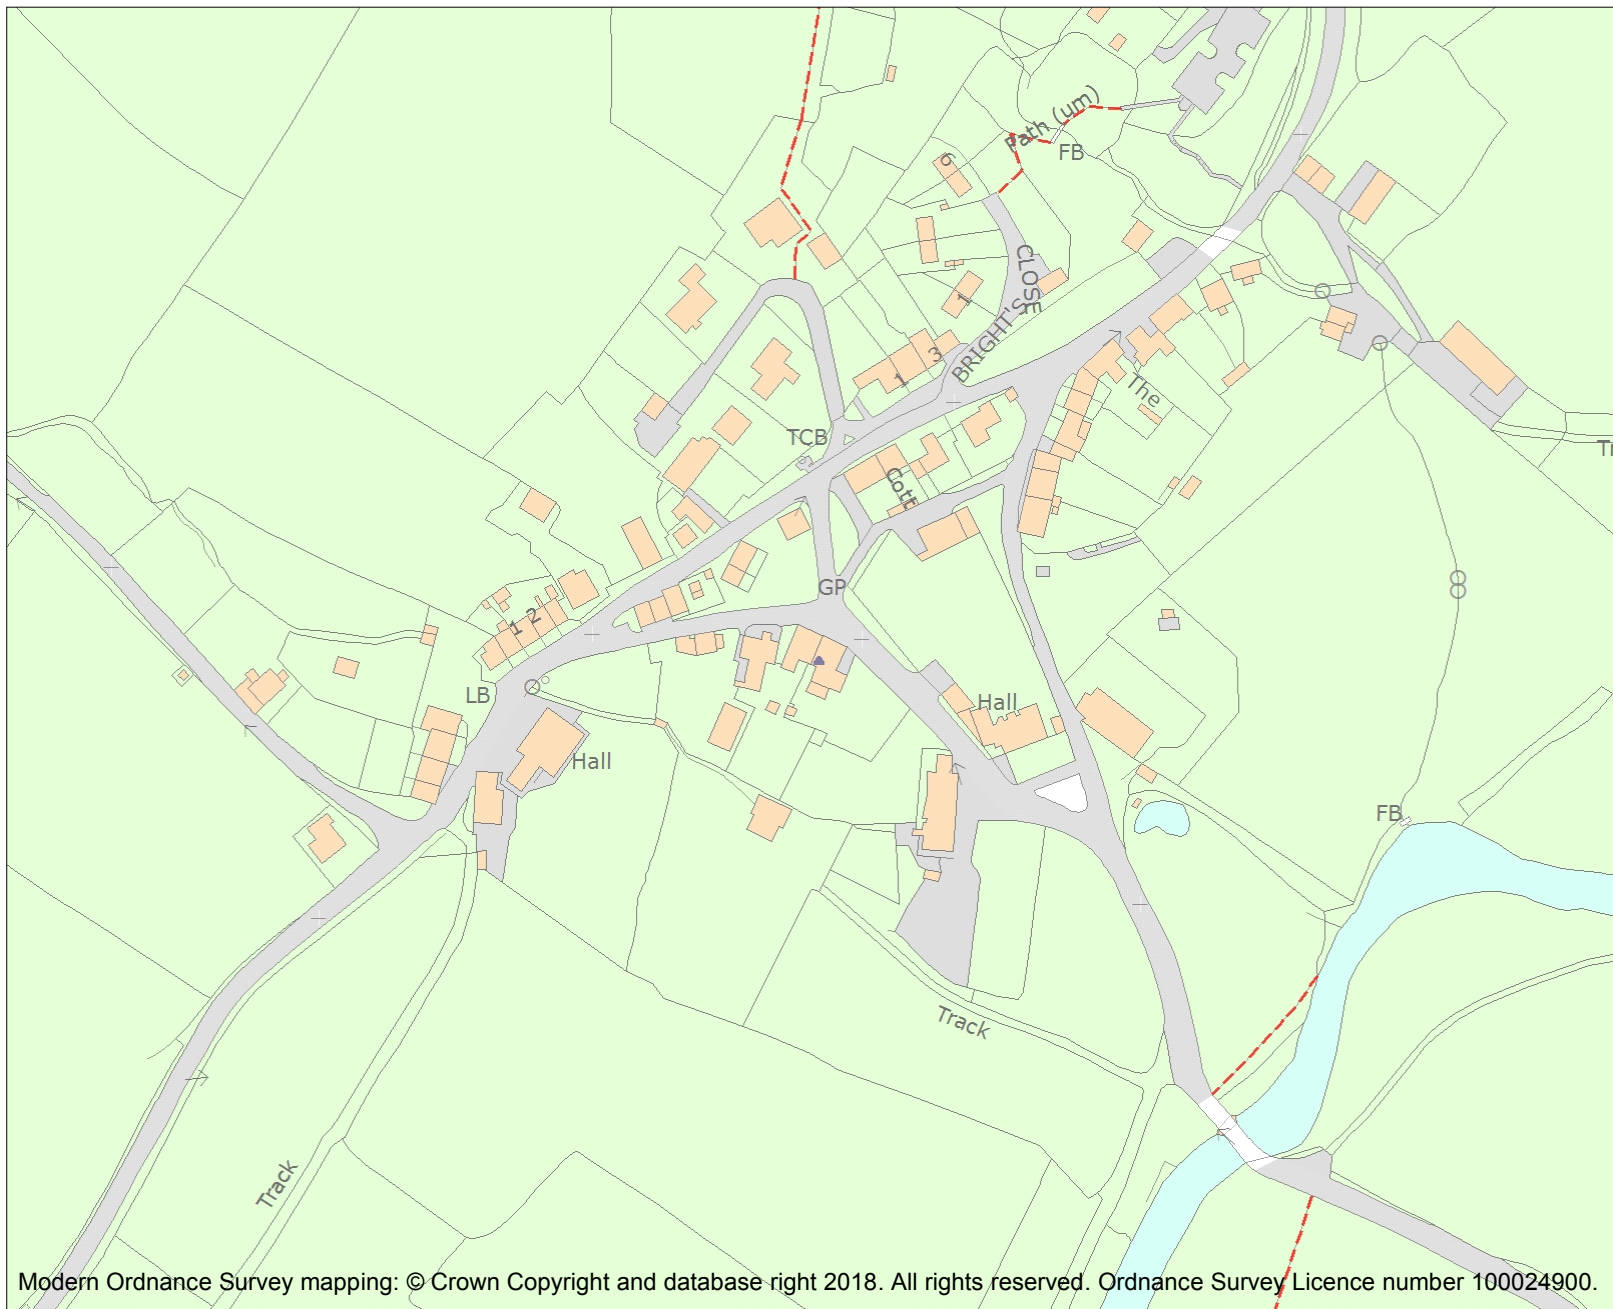 Path (um)
FB
6
CLOSE
BRIGHT'S
1
3
1
The
TCB
Cott
Tr
GP
1 2
LB
Hall
Hall
FB
Track
Track
Modern Ordnance Survey mapping: © Crown Copyright and database right 2018. All rights reserved. Ordnance Survey Licence number 100024900.